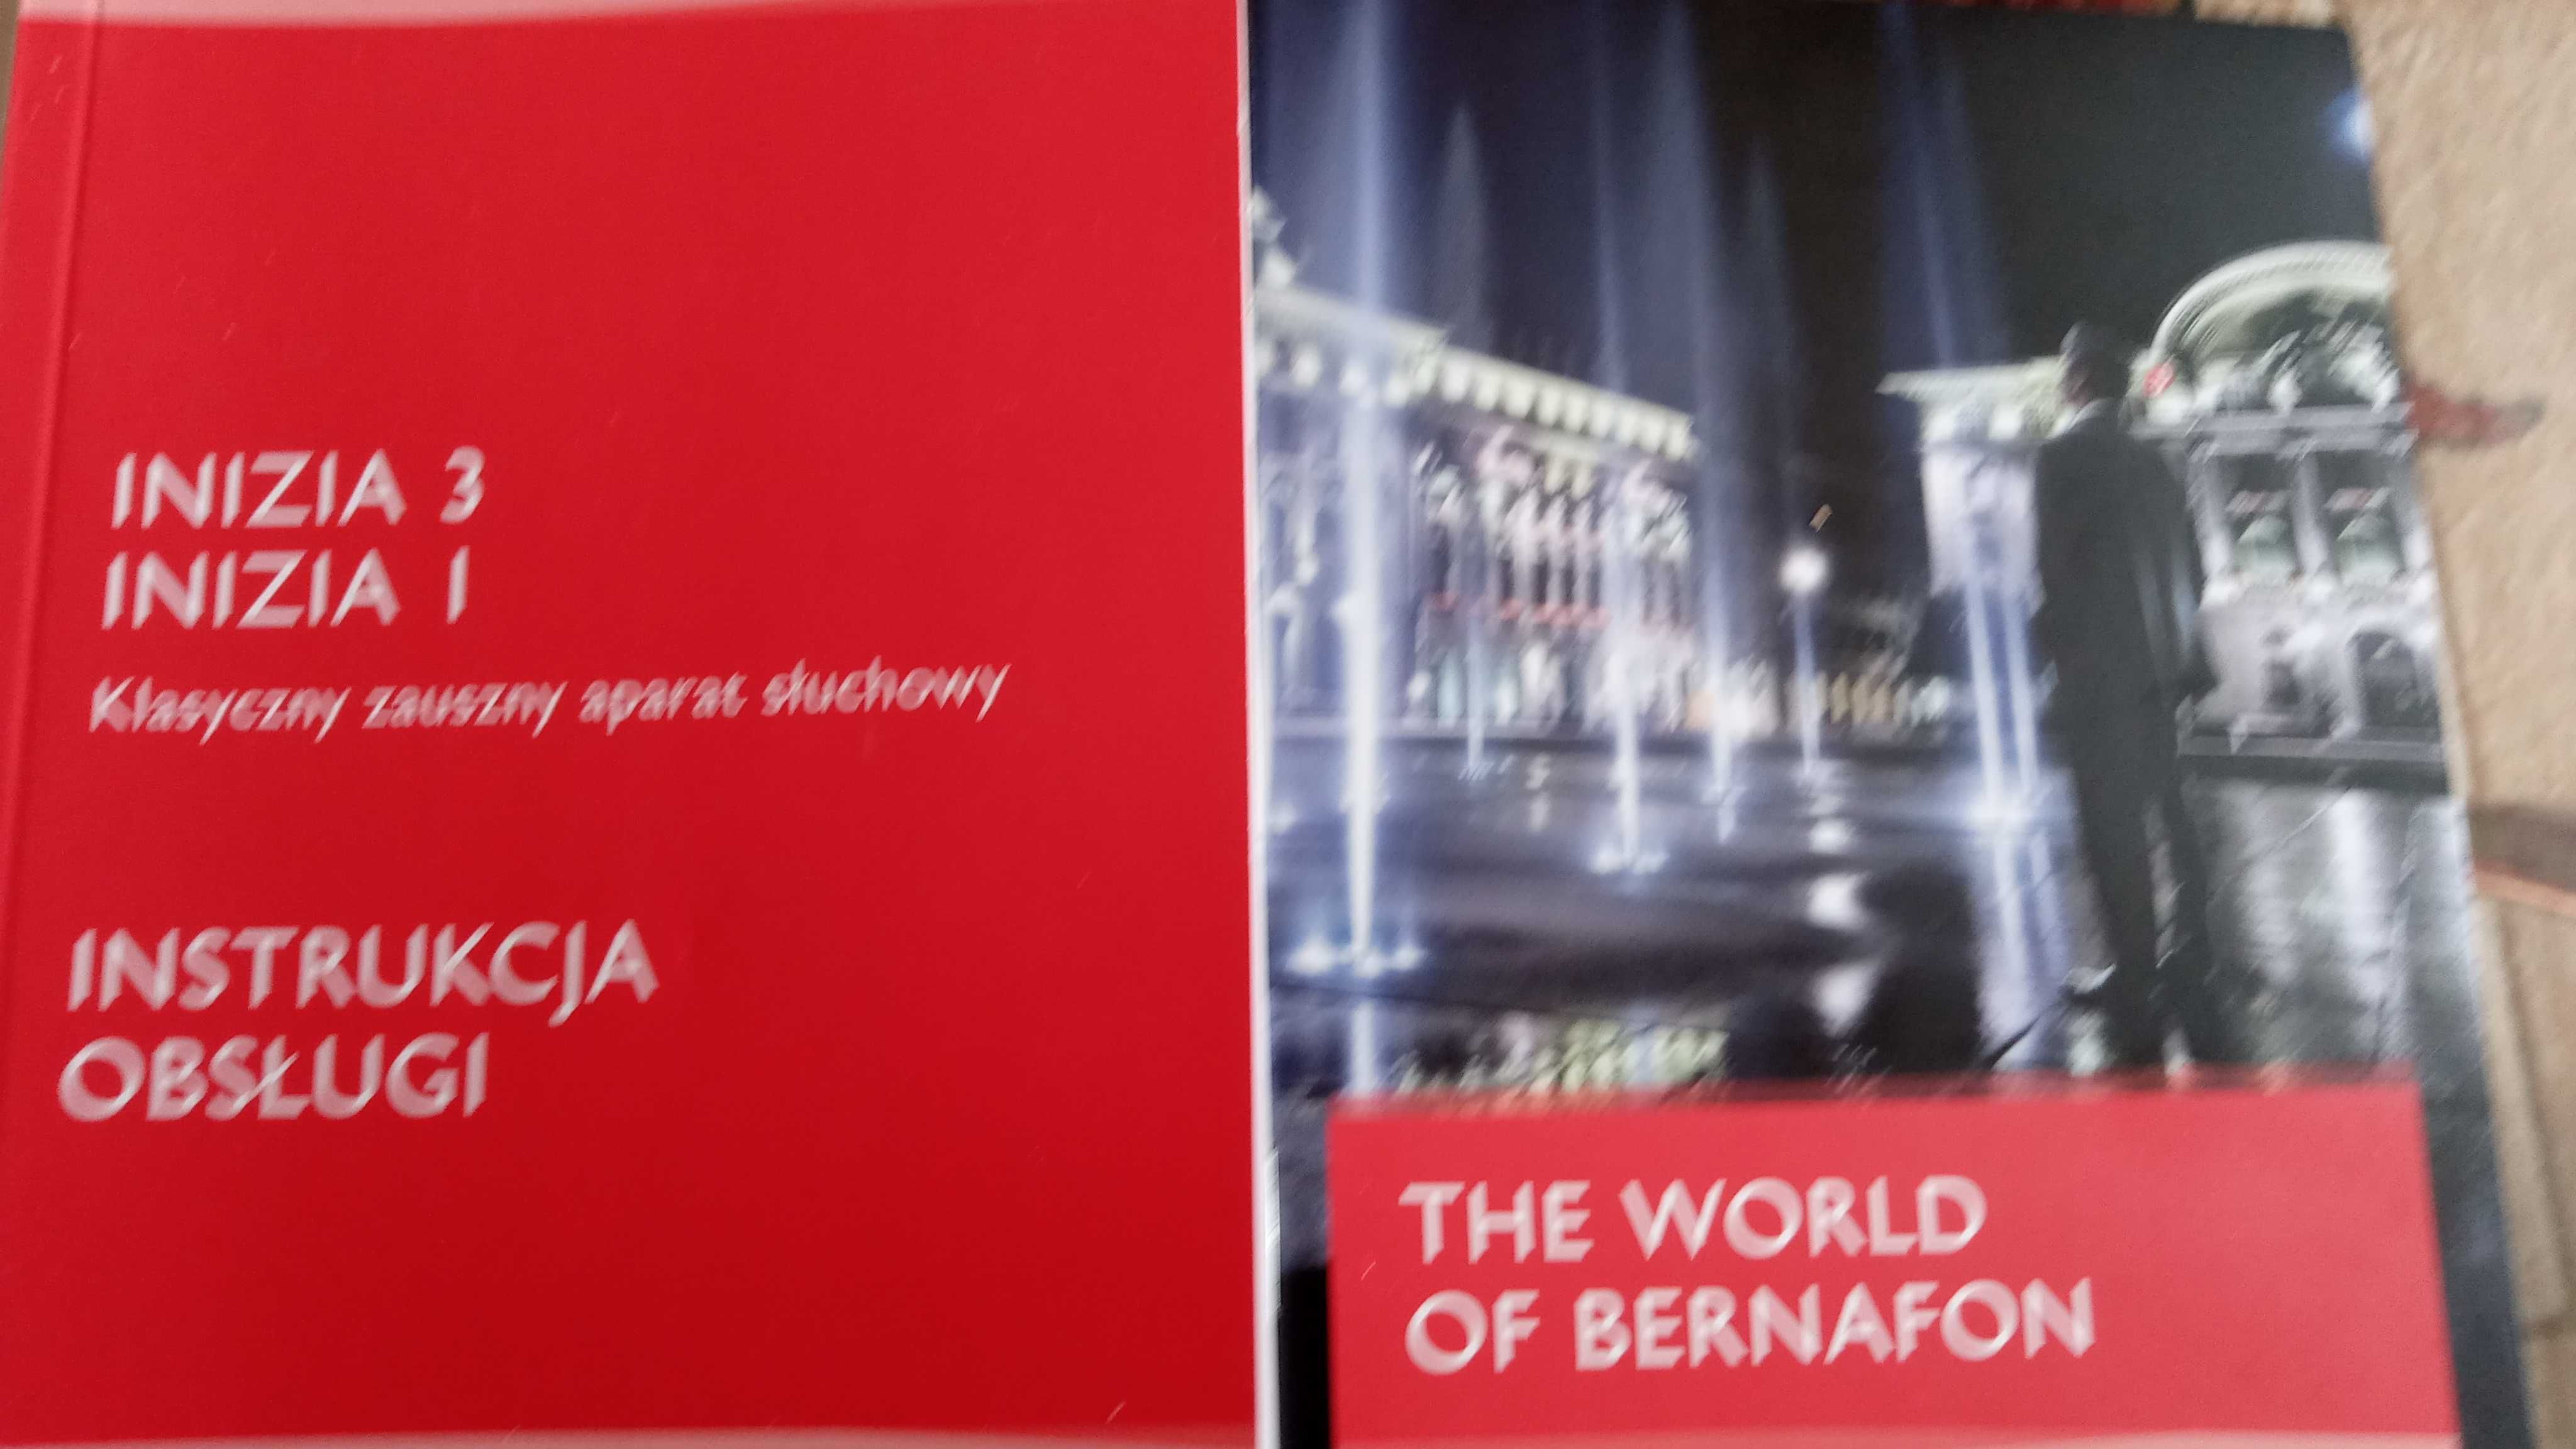 INIZIA 3
INIZIA 1
Klasyczny zauszny aparat słuchowy
INSTRUKCJA
OBSŁUGI
THE WORLD
OF BERNAFON